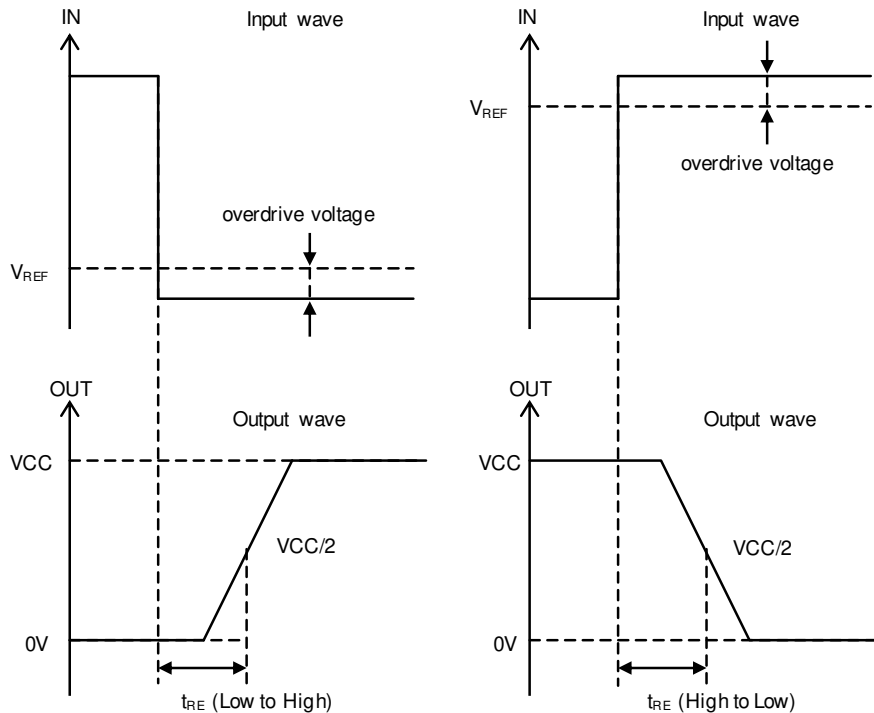 IN
Input wave
overdrive voltage
V_REF
OUT
Output wave
VCC
VCC/2
0V
t_RE (Low to High)
IN
Input wave
V_REF
overdrive voltage
OUT
Output wave
VCC
VCC/2
0V
t_RE (High to Low)